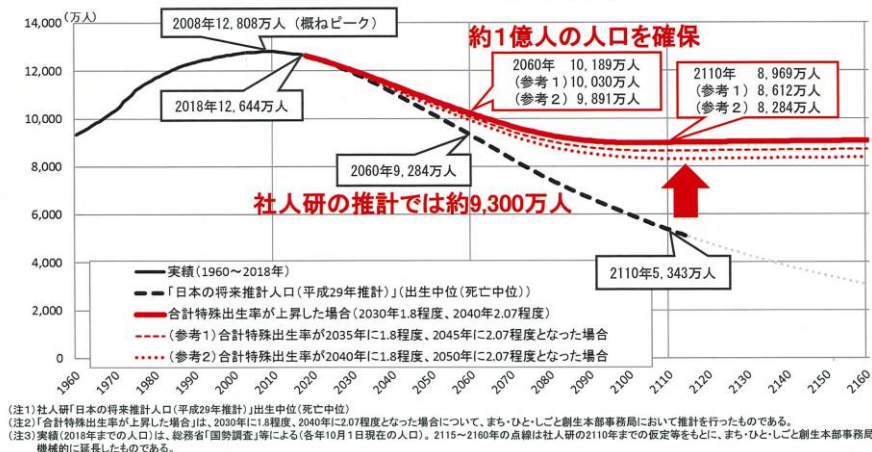 14,000
(万人)
2008年12,808万人（概ねピーク）
約1億人の人口を確保
12,000
2060年 10,189万人
（参考1）10,030万人
（参考2） 9,891万人
2110年 8,969万人
（参考1） 8,612万人
（参考2） 8,284万人
2018年12,644万人
10,000
8,000
2060年9,284万人
社人研の推計では約9,300万人
6,000
4,000
2110年5,343万人
実績（1960～2018年）
「日本の将来推計人口（平成29年推計）」（出生中位（死亡中位））
2,000
合計特殊出生率が上昇した場合（2030年1.8程度、2040年2.07程度）
（参考1）合計特殊出生率が2035年に1.8程度、2045年に2.07程度となった場合
（参考2）合計特殊出生率が2040年に1.8程度、2050年に2.07程度となった場合
0
1960 1970 1980 1990 2000 2010 2020 2030 2040 2050 2060 2070 2080 2090 2100 2110 2120 2130 2140 2150 2160
(注1)社人研「日本の将来推計人口（平成29年推計）」出生中位（死亡中位）
(注2)「合計特殊出生率が上昇した場合」は、2030年に1.8程度、2040年に2.07程度となった場合について、まち・ひと・しごと創生本部事務局において推計を行ったものである。
(注3)実績（2018年までの人口）は、総務省「国勢調査」等による（各年10月1日現在の人口）。2115～2160年の点線は社人研の2110年までの仮定等をもとに、まち・ひと・しごと創生本部事務局
機械的に延長したものである。